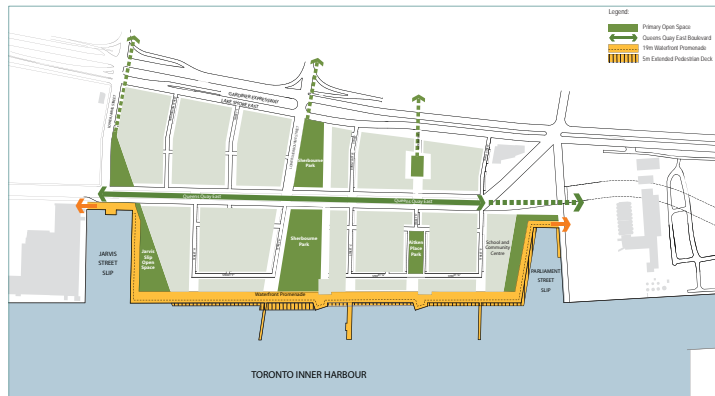 Legend:
Primary Open Space
Queens Quay East Boulevard
19m Waterfront Promenade
5m Extended Pedestrian Deck
GARDINER EXPRESSWAY
LAKE SHORE EAST
Sherbourne
Park
Queens Quay East
Queens Quay East
JARVIS
STREET
SLIP
Jarvis
Slip
Open
Space
Sherbourne
Park
Aitken
Place
Park
School and
Community
Centre
PARLIAMENT
STREET
SLIP
Waterfront Promenade
TORONTO INNER HARBOUR